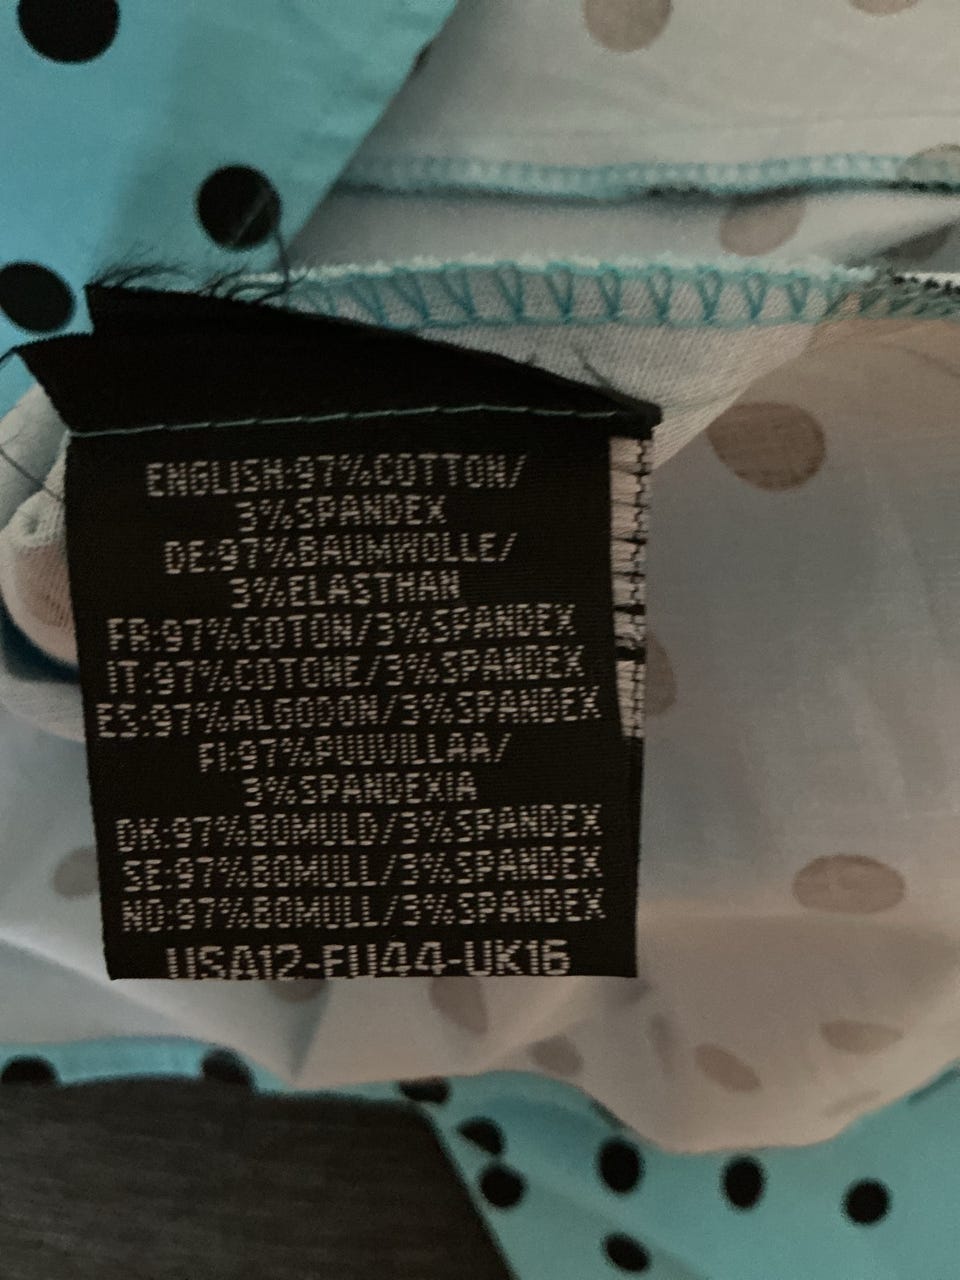 ENGLISH:97%COTTON/
3%SPANDEX
DE:97%BAUMWOLLE/
3%ELASTHAN
FR:97%COTON/3%SPANDEX
IT:97%COTONE/3%SPANDEX
ES:97%ALGODON/3%SPANDEX
FI:97%PUUVILLAA/
3%SPANDEXIA
DK:97%BOMULD/3%SPANDEX
SE:97%BOMULL/3%SPANDEX
NO:97%BOMULL/3%SPANDEX
USA12-EU44-UK16